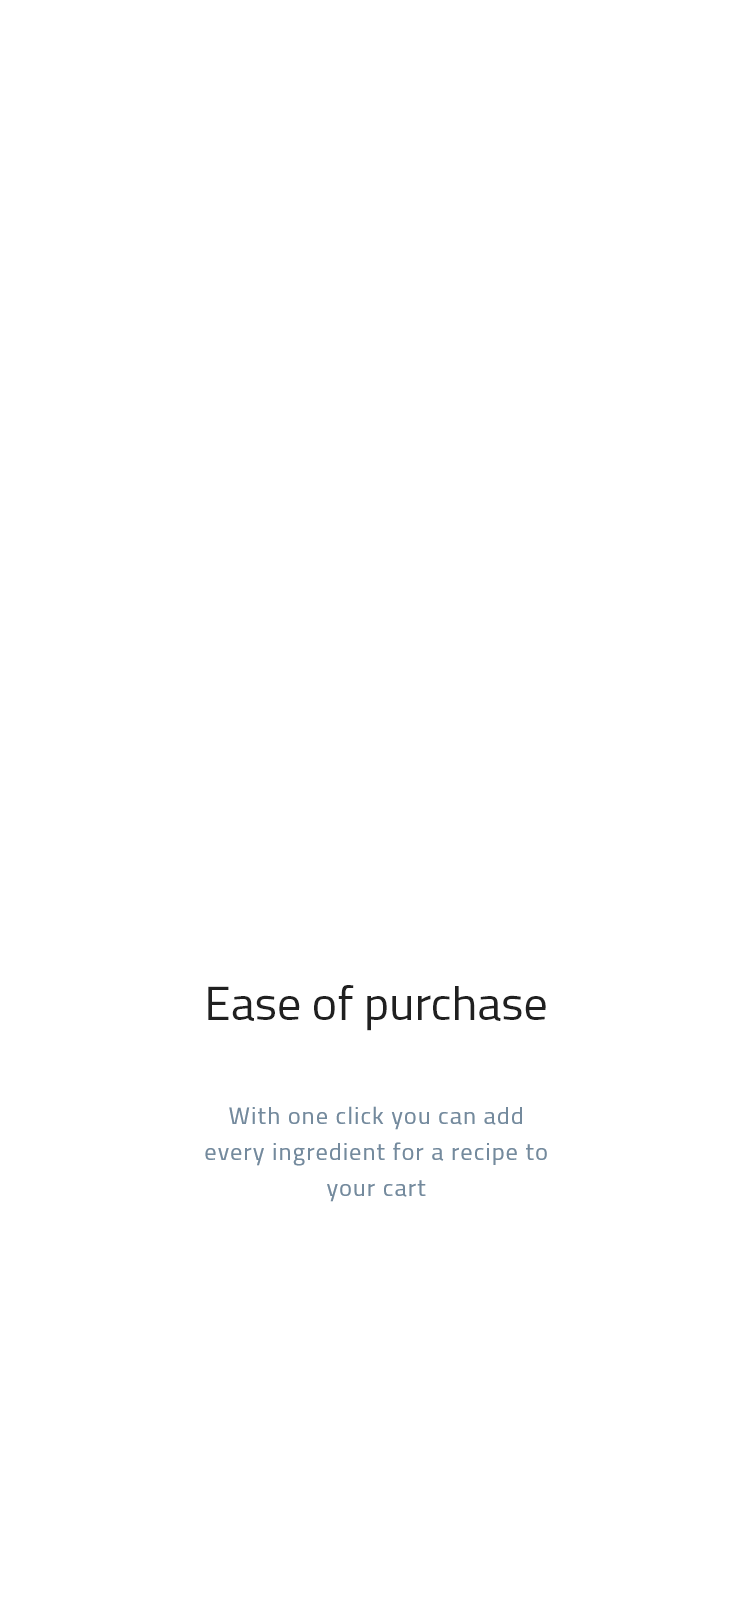 Ease of purchase
With one click you can add
every ingredient for a recipe to
your cart